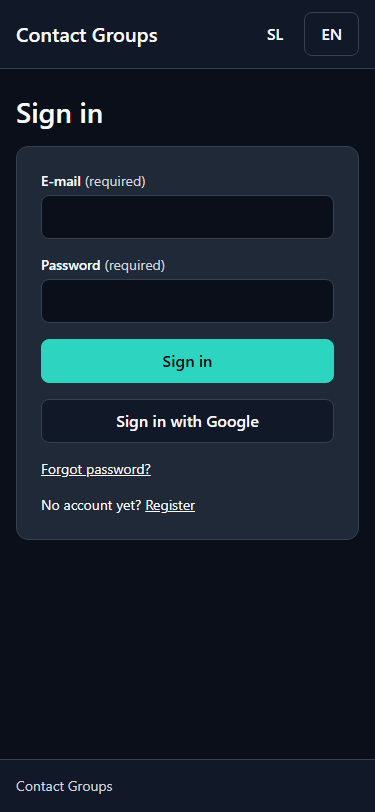 Contact Groups
SL
EN
Sign in
E-mail (required)
Password (required)
Sign in
Sign in with Google
Forgot password?
No account yet? Register
Contact Groups